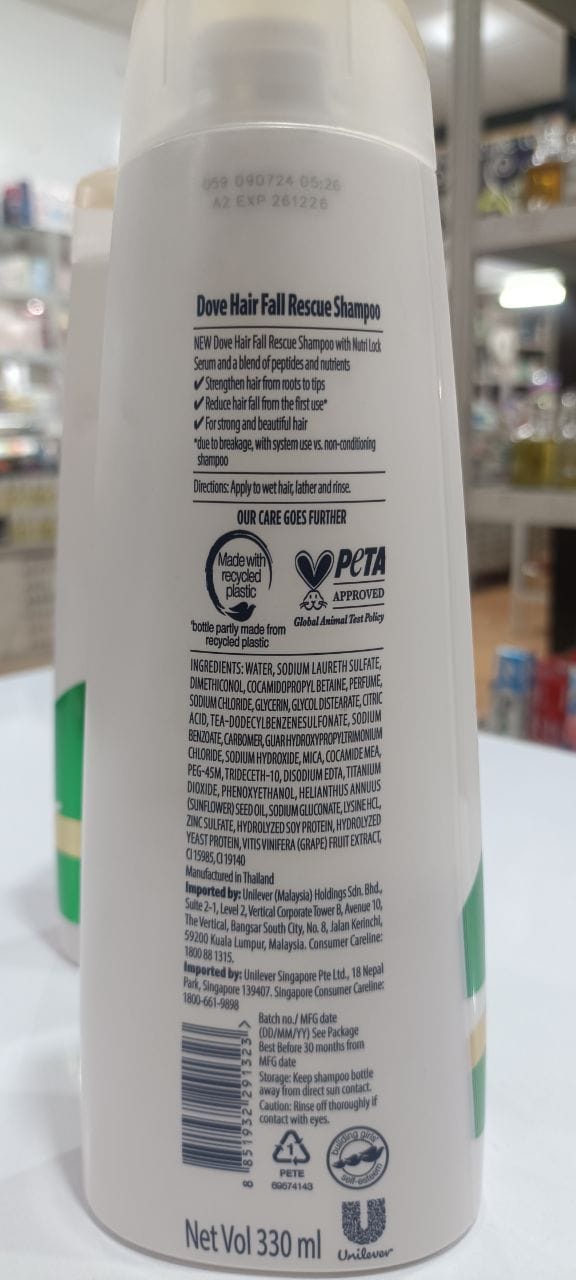 059 090724 05:26
A2 EXP 261226
Dove Hair Fall Rescue Shampoo
NEW Dove Hair Fall Rescue Shampoo with Nutri Lock
Serum and a blend of peptides and nutrients
✓Strengthen hair from roots to tips
✓Reduce hair fall from the first use*
✓For strong and beautiful hair
*due to breakage, with system use vs. non-conditioning
shampoo
Directions: Apply to wet hair, lather and rinse.
OUR CARE GOES FURTHER
Made with
recycled
plastic
*bottle partly made from
recycled plastic
PETA
APPROVED
Global Animal Test Policy
INGREDIENTS: WATER, SODIUM LAURETH SULFATE,
DIMETHICONOL, COCAMIDOPROPYL BETAINE, PERFUME,
SODIUM CHLORIDE, GLYCERIN, GLYCOL DISTEARATE, CITRIC
ACID, TEA-DODECYLBENZENESULFONATE, SODIUM
BENZOATE, CARBOMER, GUAR HYDROXYPROPYLTRIMONIUM
CHLORIDE, SODIUM HYDROXIDE, MICA, COCAMIDE MEA,
PEG-45M, TRIDECETH-10, DISODIUM EDTA, TITANIUM
DIOXIDE, PHENOXYETHANOL, HELIANTHUS ANNUUS
(SUNFLOWER) SEED OIL, SODIUM GLUCONATE, LYSINE HCL,
ZINC SULFATE, HYDROLYZED SOY PROTEIN, HYDROLYZED
YEAST PROTEIN, VITIS VINIFERA (GRAPE) FRUIT EXTRACT,
CI 15985, CI 19140
Manufactured in Thailand
Imported by: Unilever (Malaysia) Holdings Sdn. Bhd.,
Suite 2-1, Level 2, Vertical Corporate Tower B, Avenue 10,
The Vertical, Bangsar South City, No. 8, Jalan Kerinchi,
59200 Kuala Lumpur, Malaysia. Consumer Careline:
1800 88 1315.
Imported by: Unilever Singapore Pte Ltd., 18 Nepal
Park, Singapore 139407. Singapore Consumer Careline:
1800-661-9898
Batch no./ MFG date
(DD/MM/YY) See Package
Best Before 30 months from
MFG date
Storage: Keep shampoo bottle
away from direct sun contact.
Caution: Rinse off thoroughly if
contact with eyes.
8 851932 291323 >
1
PETE
69574143
building girls'
self-esteem
Net Vol 330 ml
U
Unilever